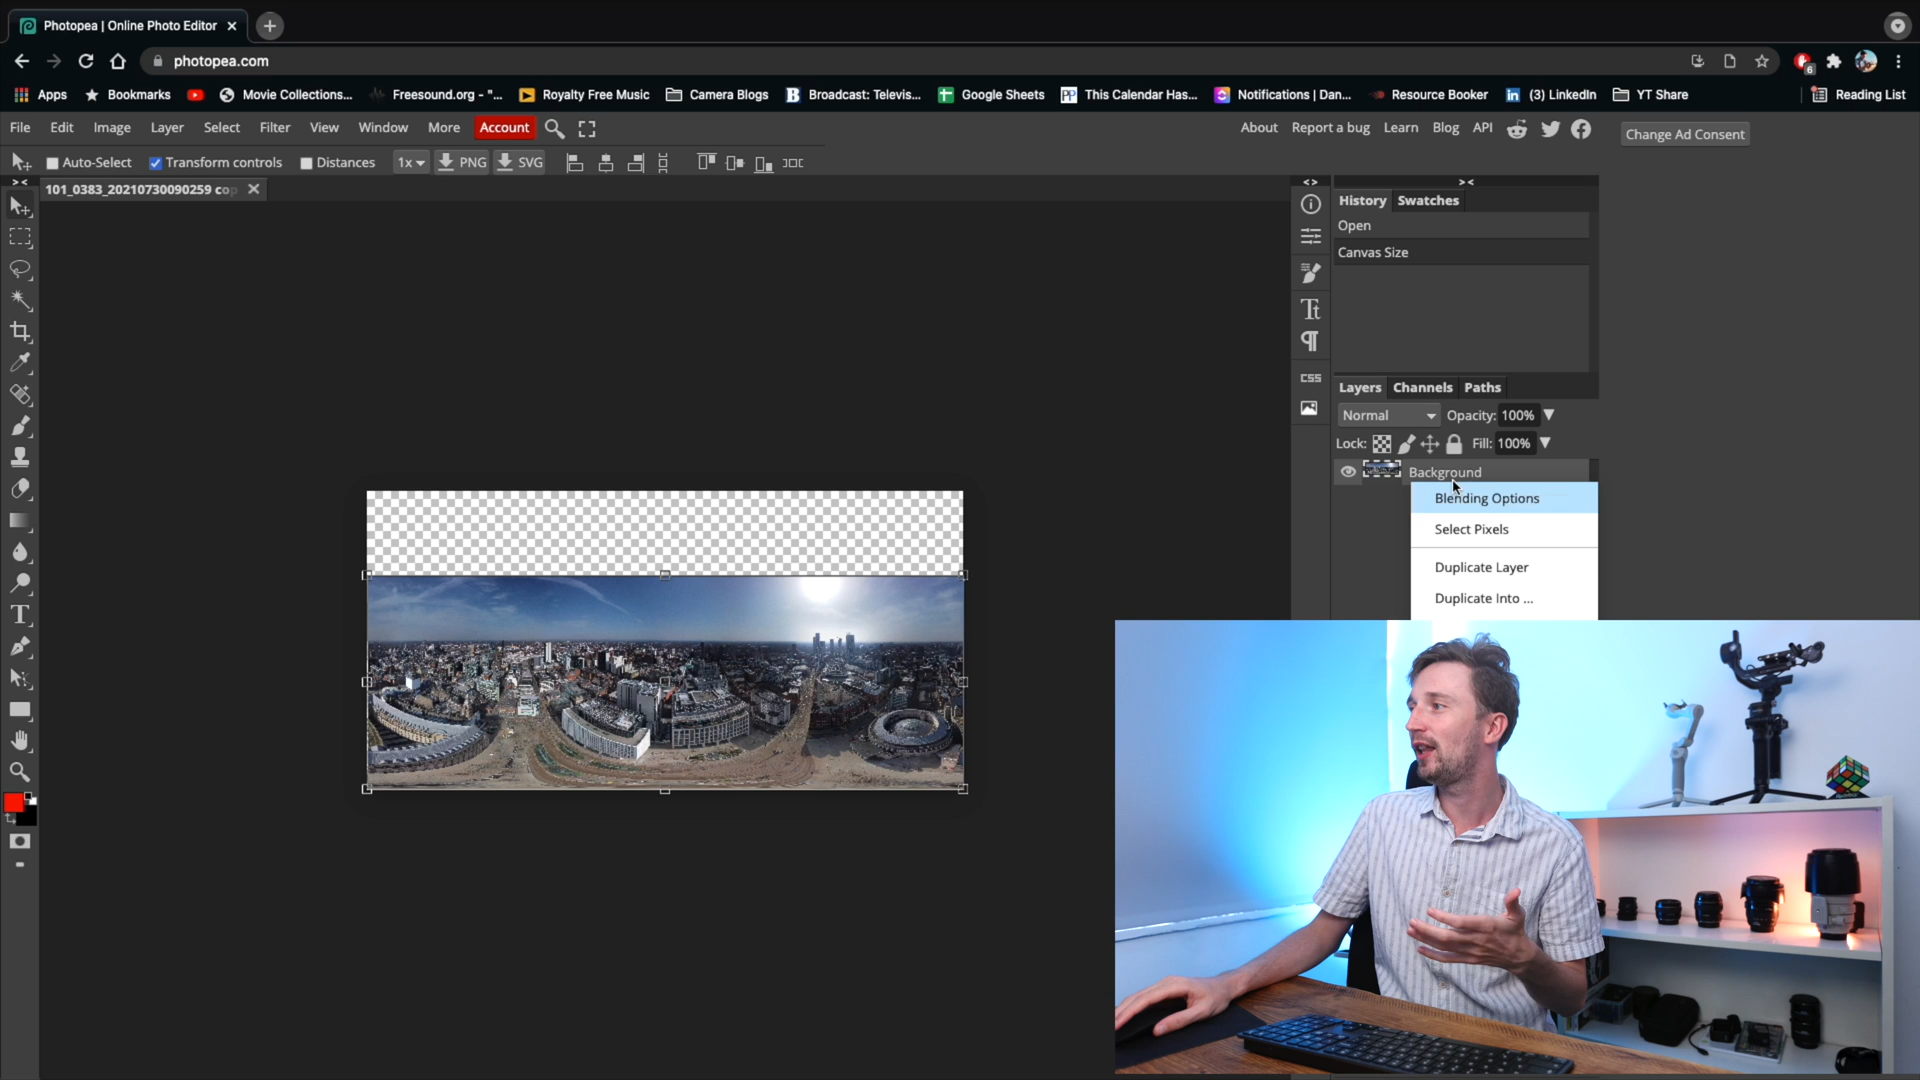 Photopea | Online Photo Editor
photopea.com
6
Apps Bookmarks Movie Collections... Freesound.org - "... Royalty Free Music Camera Blogs Broadcast: Televis... Google Sheets This Calendar Has... Notifications | Dan... Resource Booker (3) LinkedIn YT Share Reading List
File Edit Image Layer Select Filter View Window More Account About Report a bug Learn Blog API Change Ad Consent
Auto-Select Transform controls Distances 1x PNG SVG
101_0383_20210730090259 cop
History Swatches
Open
Canvas Size
CSS
Layers Channels Paths
Normal Opacity: 100%
Lock: Fill: 100%
Background
Blending Options
Select Pixels
Duplicate Layer
Duplicate Into ...